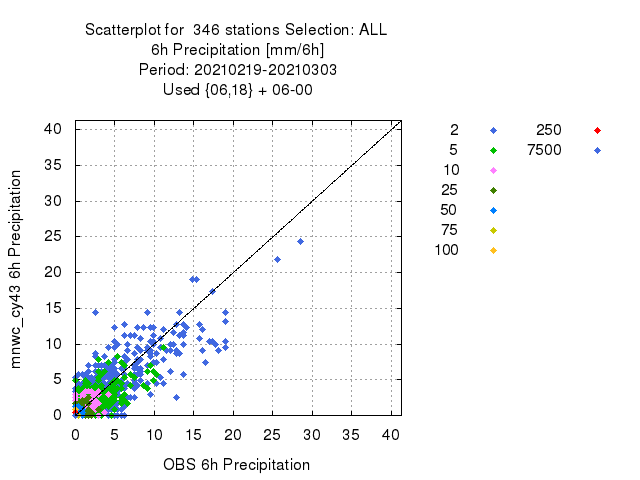 Scatterplot for 346 stations Selection: ALL
6h Precipitation [mm/6h]
Period: 20210219-20210303
Used {06,18} + 06-00
mnwc_cy43 6h Precipitation
40
35
30
25
20
15
10
5
0
0 5 10 15 20 25 30 35 40
OBS 6h Precipitation
2 250
5 7500
10
25
50
75
100